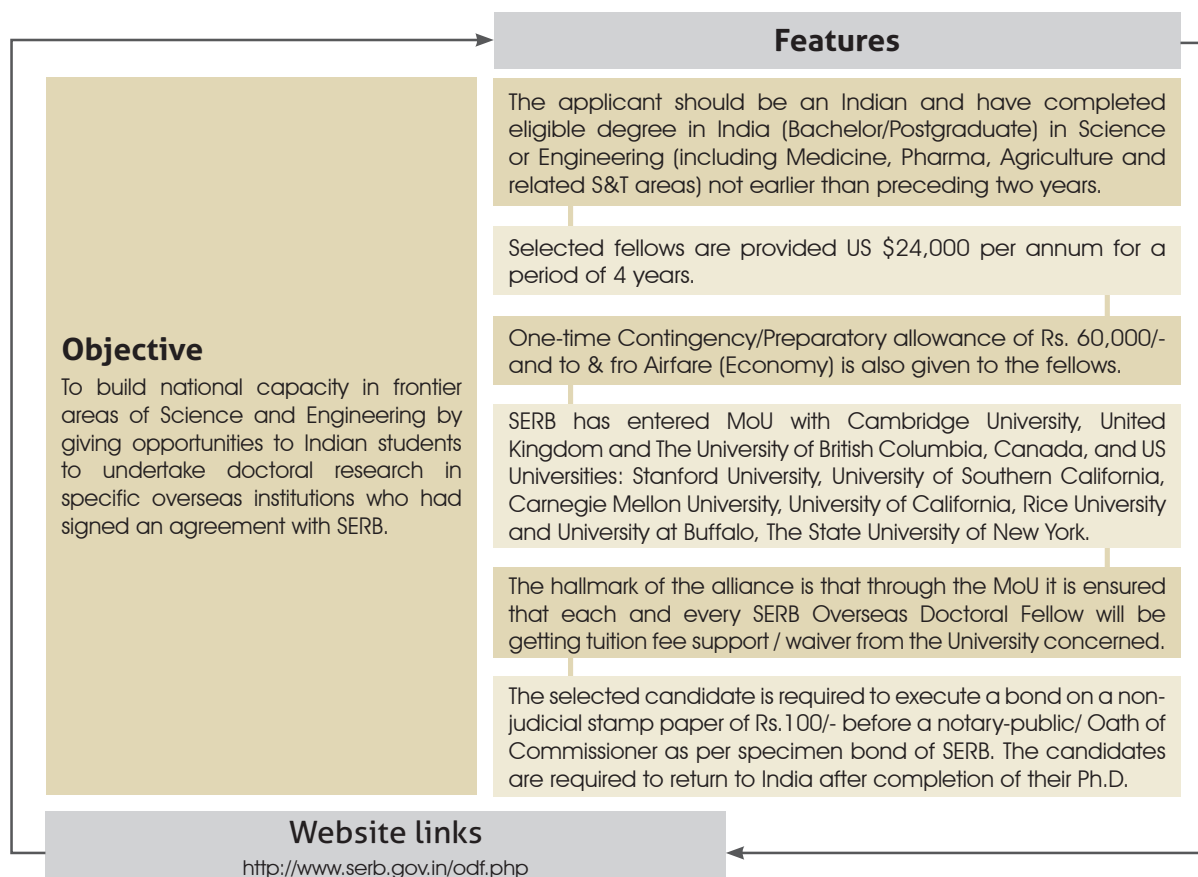 Features
The applicant should be an Indian and have completed
eligible degree in India (Bachelor/Postgraduate) in Science
or Engineering (including Medicine, Pharma, Agriculture and
related S&T areas) not earlier than preceding two years.
Selected fellows are provided US $24,000 per annum for a
period of 4 years.
One-time Contingency/Preparatory allowance of Rs. 60,000/-
and to & fro Airfare (Economy) is also given to the fellows.
SERB has entered MoU with Cambridge University, United
Kingdom and The University of British Columbia, Canada, and US
Universities: Stanford University, University of Southern California,
Carnegie Mellon University, University of California, Rice University
and University at Buffalo, The State University of New York.
The hallmark of the alliance is that through the MoU it is ensured
that each and every SERB Overseas Doctoral Fellow will be
getting tuition fee support / waiver from the University concerned.
The selected candidate is required to execute a bond on a non-
judicial stamp paper of Rs.100/- before a notary-public/ Oath of
Commissioner as per specimen bond of SERB. The candidates
are required to return to India after completion of their Ph.D.
Objective
To build national capacity in frontier
areas of Science and Engineering by
giving opportunities to Indian students
to undertake doctoral research in
specific overseas institutions who had
signed an agreement with SERB.
Website links
http://www.serb.gov.in/odf.php